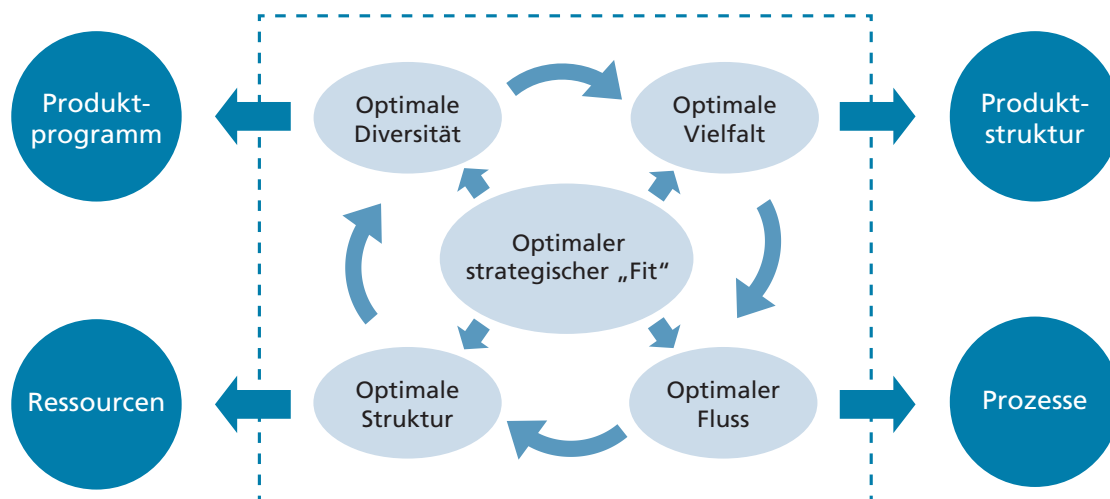 Produkt-
programm
Optimale
Diversität
Optimale
Vielfalt
Produkt-
struktur
Optimaler
strategischer „Fit“
Ressourcen
Optimale
Struktur
Optimaler
Fluss
Prozesse